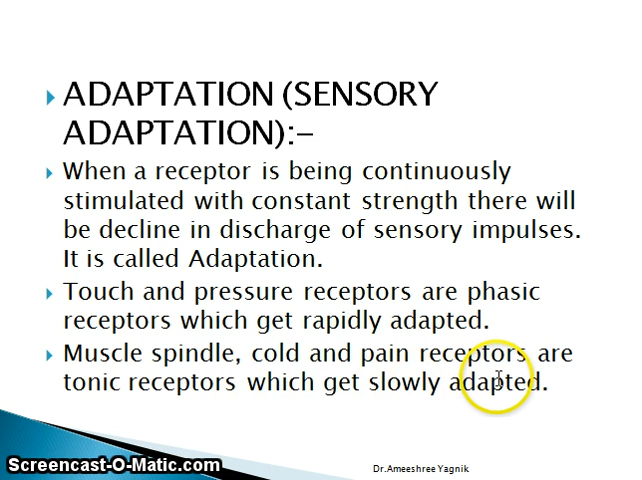 ADAPTATION (SENSORY
ADAPTATION):-
When a receptor is being continuously
stimulated with constant strength there will
be decline in discharge of sensory impulses.
It is called Adaptation.
Touch and pressure receptors are phasic
receptors which get rapidly adapted.
Muscle spindle, cold and pain receptors are
tonic receptors which get slowly adapted.
Screencast-O-Matic.com
Dr.Ameeshree Yagnik